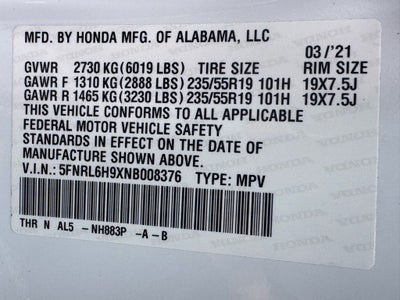 MFD. BY HONDA MFG. OF ALABAMA, LLC
03 /'21
GVWR 2730 KG (6019 LBS) TIRE SIZE RIM SIZE
GAWR F 1310 KG (2888 LBS) 235/55R19 101H 19X7.5J
GAWR R 1465 KG (3230 LBS) 235/55R19 101H 19X7.5J
THIS VEHICLE CONFORMS TO ALL APPLICABLE
FEDERAL MOTOR VEHICLE SAFETY
STANDARDS IN EFFECT ON THE DATE OF
MANUFACTURE SHOWN ABOVE.
V.I.N.: 5FNRL6H9XNB008376 TYPE: MPV
THR N AL5 - NH883P -A-B